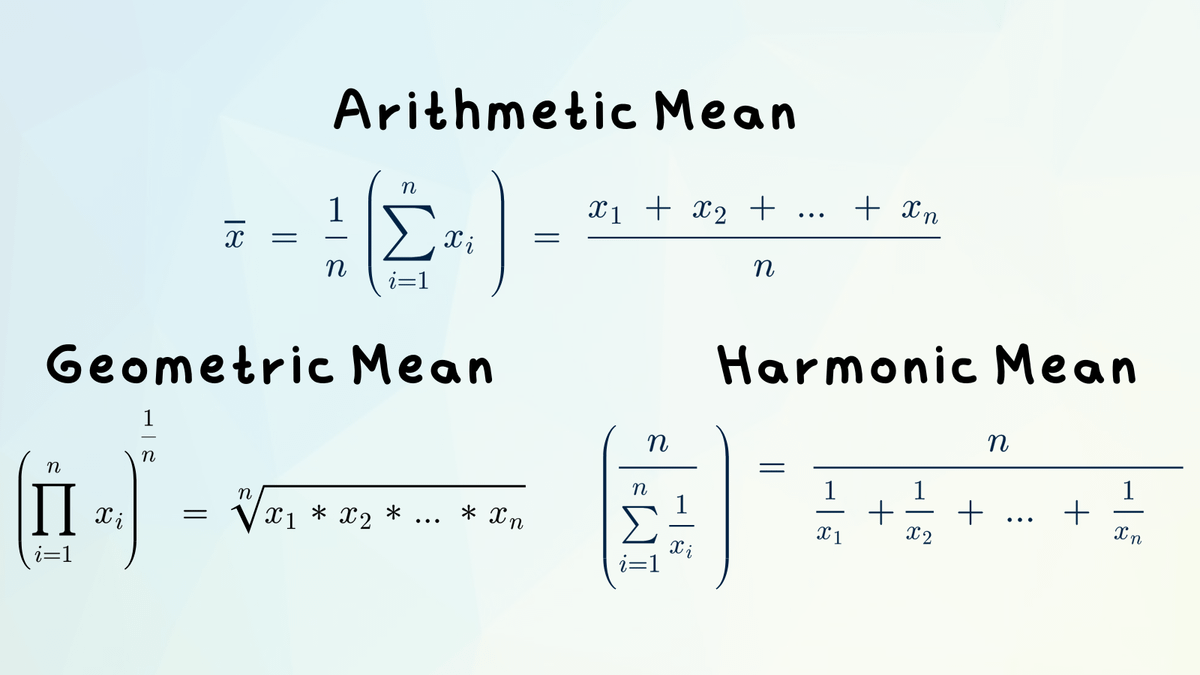 Arithmetic Mean
x̄ = 1/n (∑_{i=1}^{n} x_i) = (x_1 + x_2 + ... + x_n)/n
Geometric Mean
(∏_{i=1}^{n} x_i)^{1/n} = ⁿ√(x_1 * x_2 * ... * x_n)
Harmonic Mean
(n / ∑_{i=1}^{n} 1/x_i) = n / (1/x_1 + 1/x_2 + ... + 1/x_n)